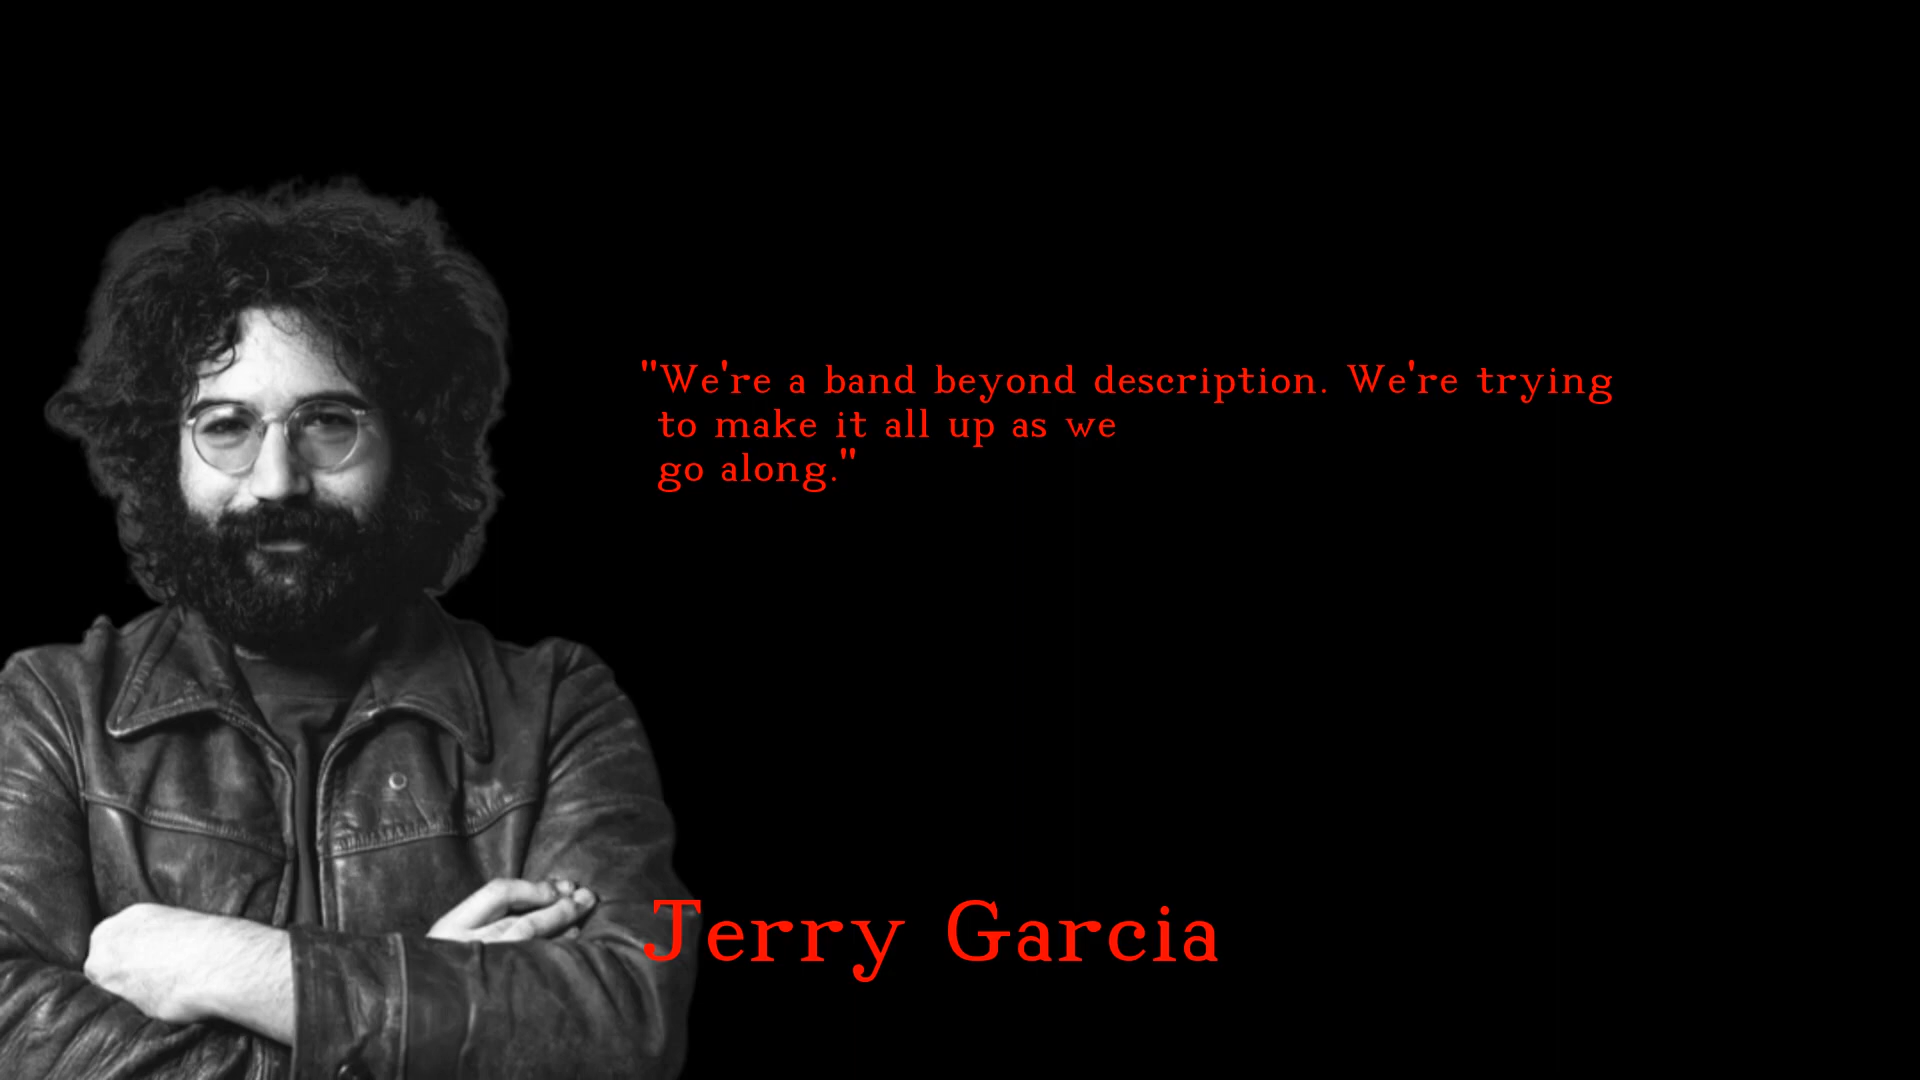 "We're a band beyond description. We're trying
to make it all up as we
go along."
Jerry Garcia